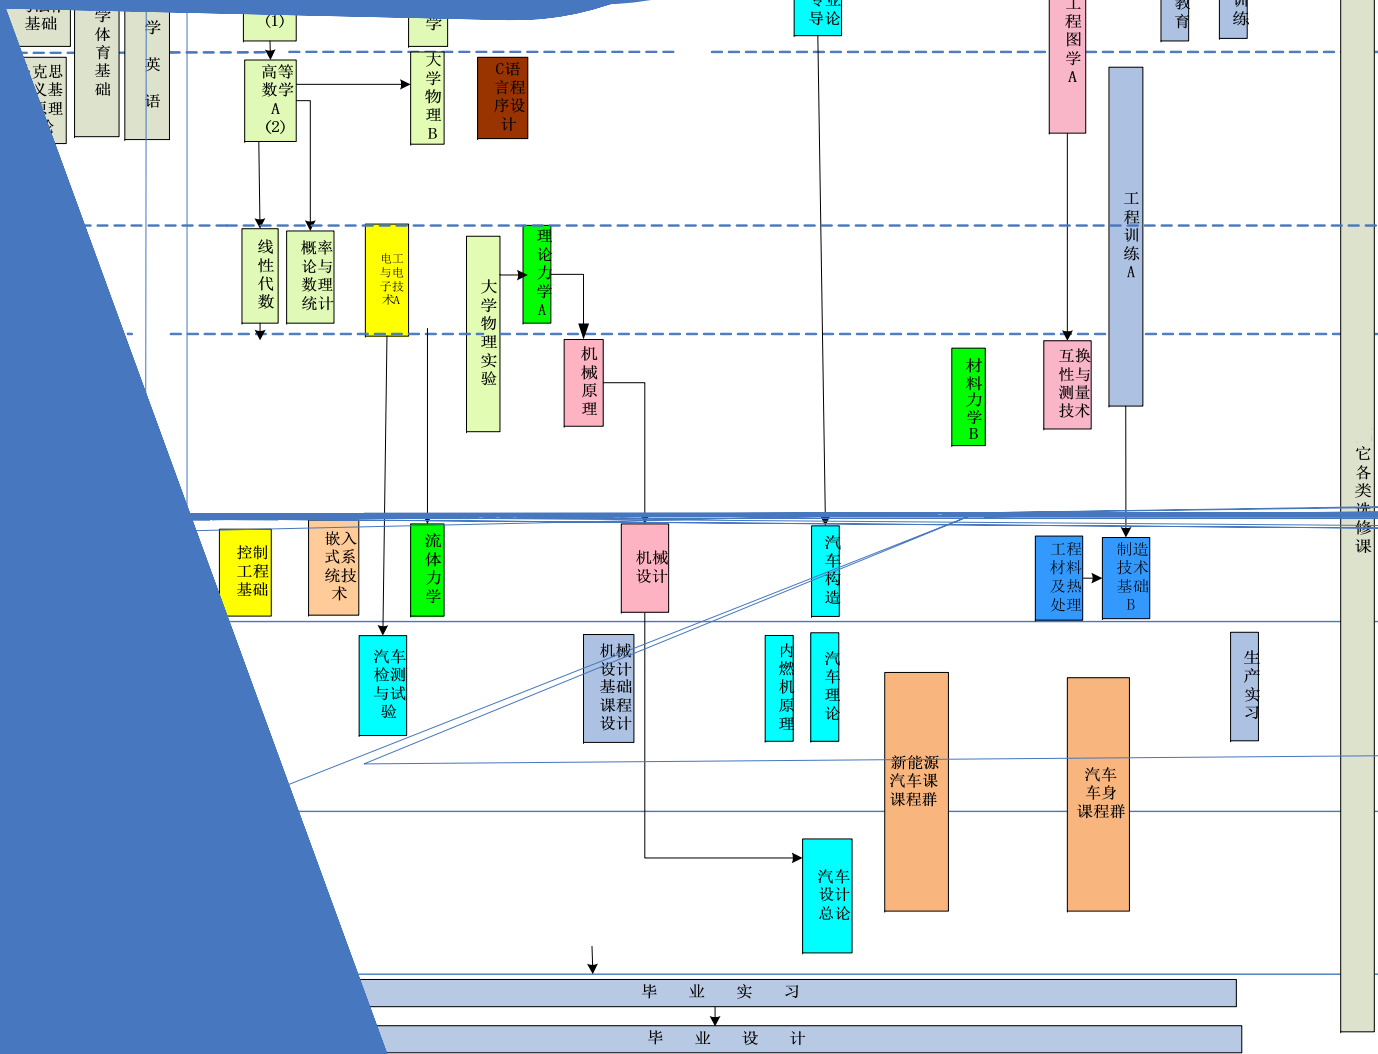 基础
学体育基础
学英语
(1)
学
导论
工程图学A
教育
训练
克思
义基
理
高等
数学
A
(2)
大学物理B
C语
言程
序设
计
工程训练A
线性代数
概率
论与
数理
统计
工
电电
与子技
术A
大学物理实验
理论力学A
机械原理
材料力学B
互换
性与
测量
技术
它各类选修课
控制
工程
基础
嵌入
式系
统技
术
流体力学
机械
设计
汽车构造
工程
材料
及热
处理
制造
技术
基础
B
汽车
检测
与试
验
机械
设计
基础
课程
设计
内燃机原理
汽车理论
生产实习
新能源
汽车课
课程群
汽车
车身
课程群
汽车
设计
总论
毕 业 实 习
毕 业 设 计